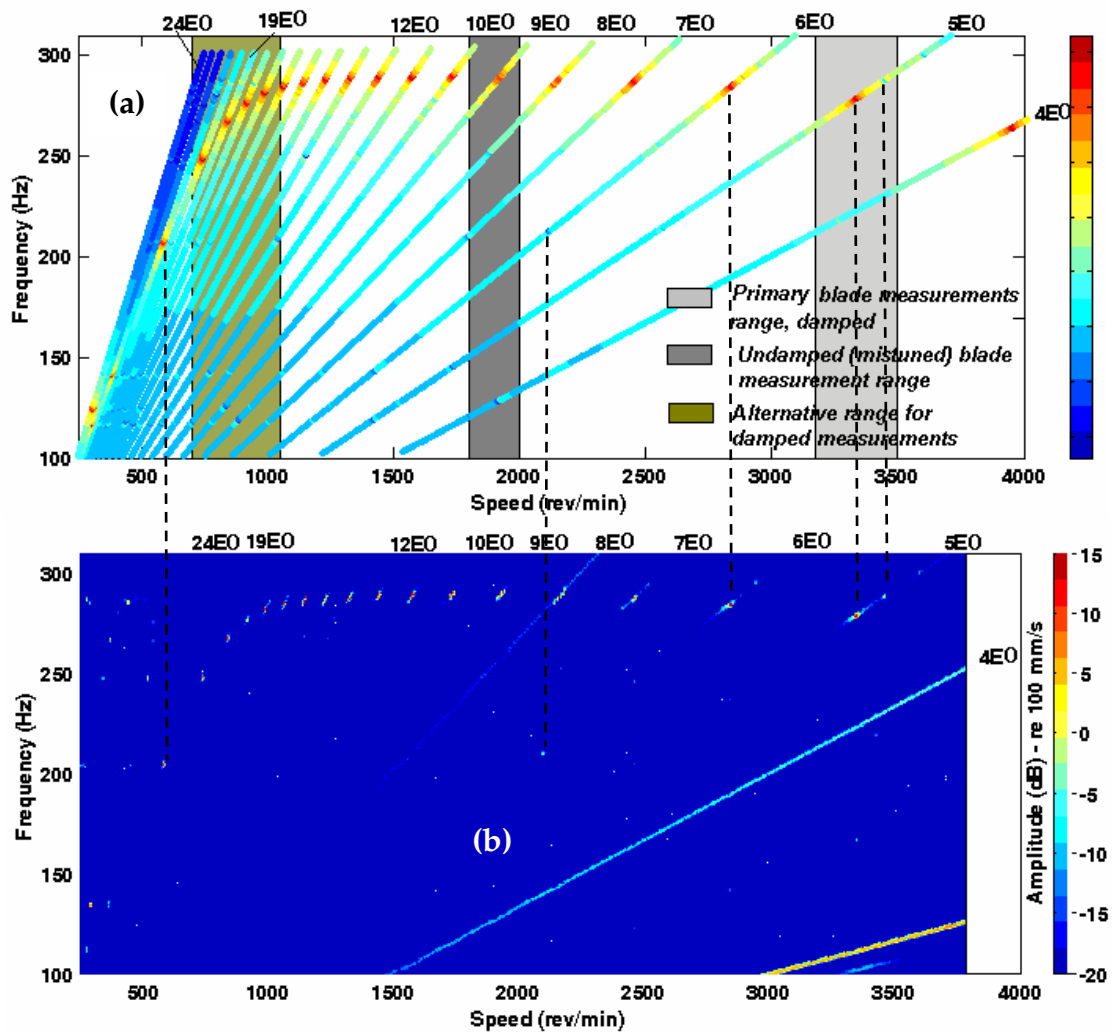 24EO 19EO 12EO 10EO 9EO 8EO 7EO 6EO 5EO
300
(a)
4EO
250
Frequency (Hz)
200
Primary blade measurements
range, damped
150
Undamped (mistuned) blade
measurement range
Alternative range for
damped measurements
100
500 1000 1500 2000 2500 3000 3500 4000
Speed (rev/min)
24EO 19EO 12EO 10EO 9EO 8EO 7EO 6EO 5EO
300
15
10
4EO
250
5
Frequency (Hz)
0
200
-5
(b)
-10
150
-15
Amplitude (dB) - re 100 mm/s
100
-20
500 1000 1500 2000 2500 3000 3500 4000
Speed (rev/min)